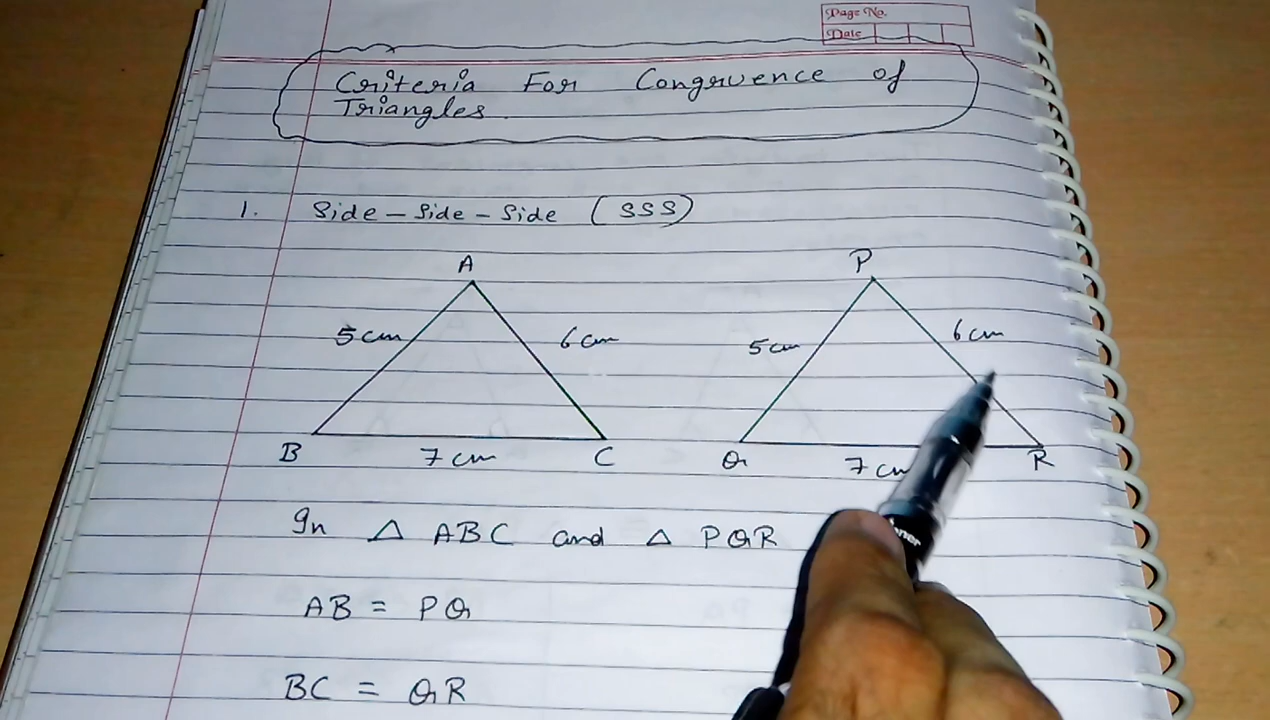 Page No.
Date
Criteria For Congruence of
Triangles.
1. Side - Side - Side (SSS)
A P
5cm 6cm 5cm 6cm
B 7cm C Q 7cm R
In △ ABC and △ PQR
AB = PQ
BC = QR